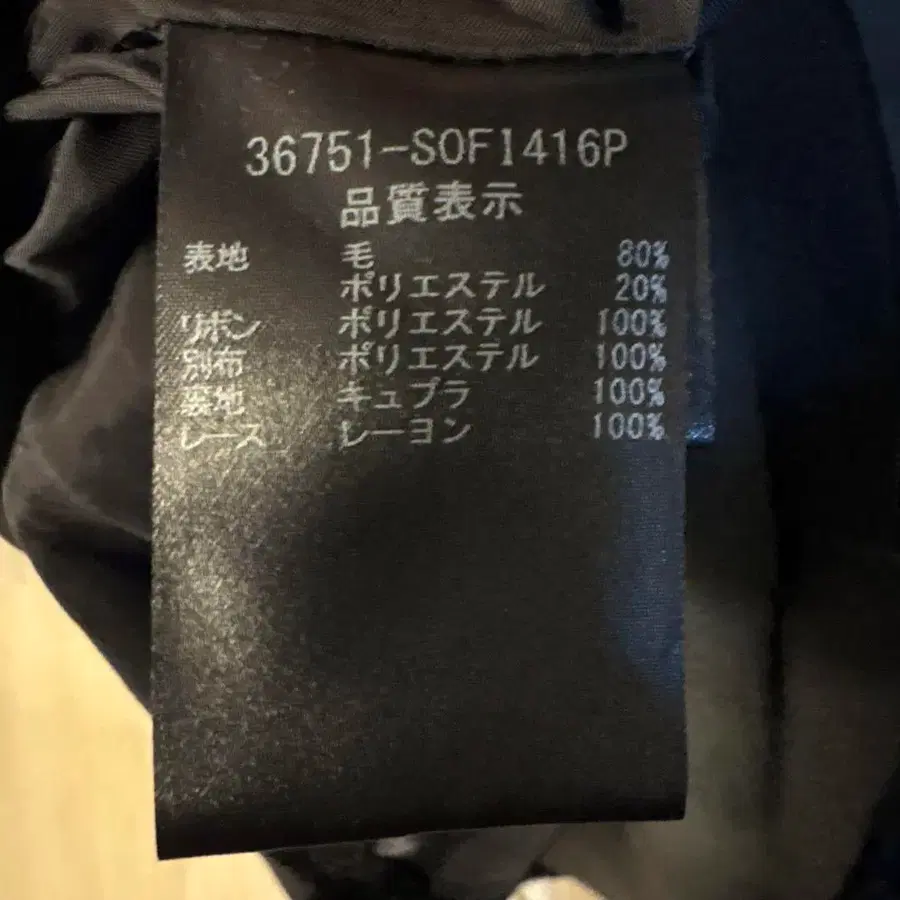 36751-SOFI416P
品質表示
表地 毛 80%
ポリエステル 20%
リボン ポリエステル 100%
別布 ポリエステル 100%
裏地 キュプラ 100%
レース レーヨン 100%